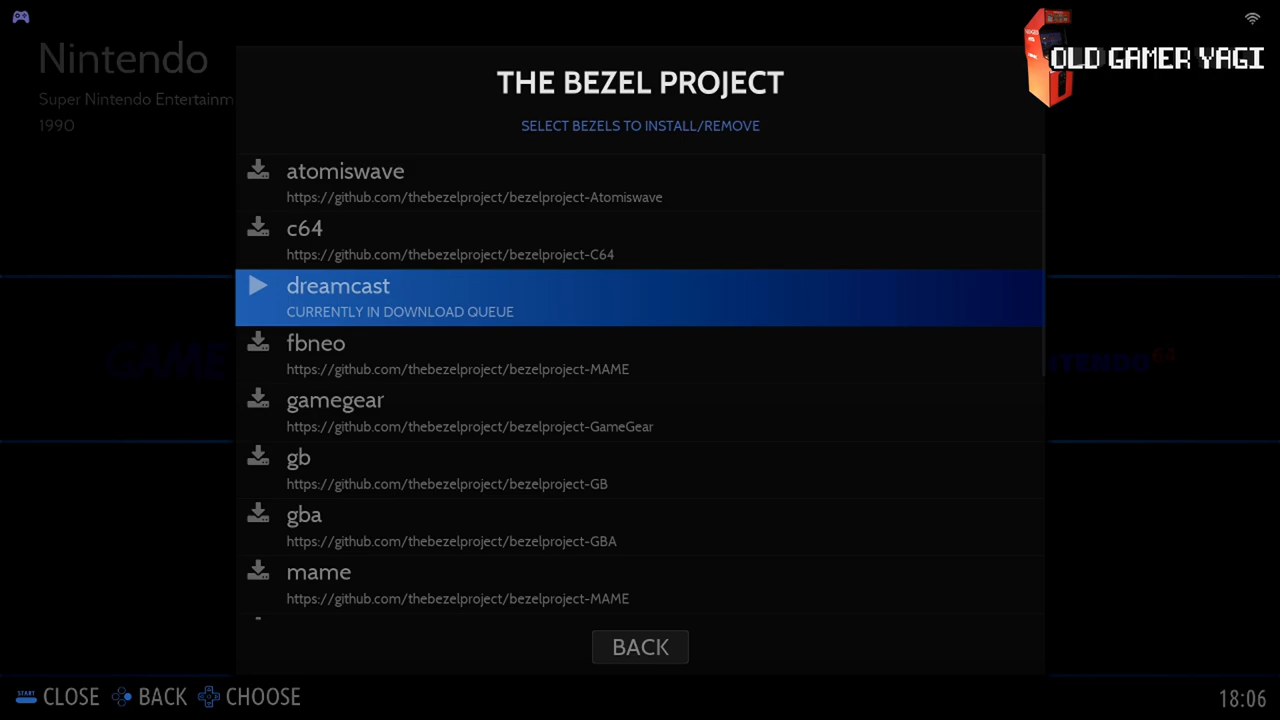 Nintendo
Super Nintendo Entertainm
1990
OLD GAMER YAGI
THE BEZEL PROJECT
SELECT BEZELS TO INSTALL/REMOVE
atomiswave
https://github.com/thebezelproject/bezelproject-Atomiswave
c64
https://github.com/thebezelproject/bezelproject-C64
dreamcast
CURRENTLY IN DOWNLOAD QUEUE
fbneo
https://github.com/thebezelproject/bezelproject-MAME
GAME
NTENDO64
gamegear
https://github.com/thebezelproject/bezelproject-GameGear
gb
https://github.com/thebezelproject/bezelproject-GB
gba
https://github.com/thebezelproject/bezelproject-GBA
mame
https://github.com/thebezelproject/bezelproject-MAME
BACK
START CLOSE BACK CHOOSE
18:06